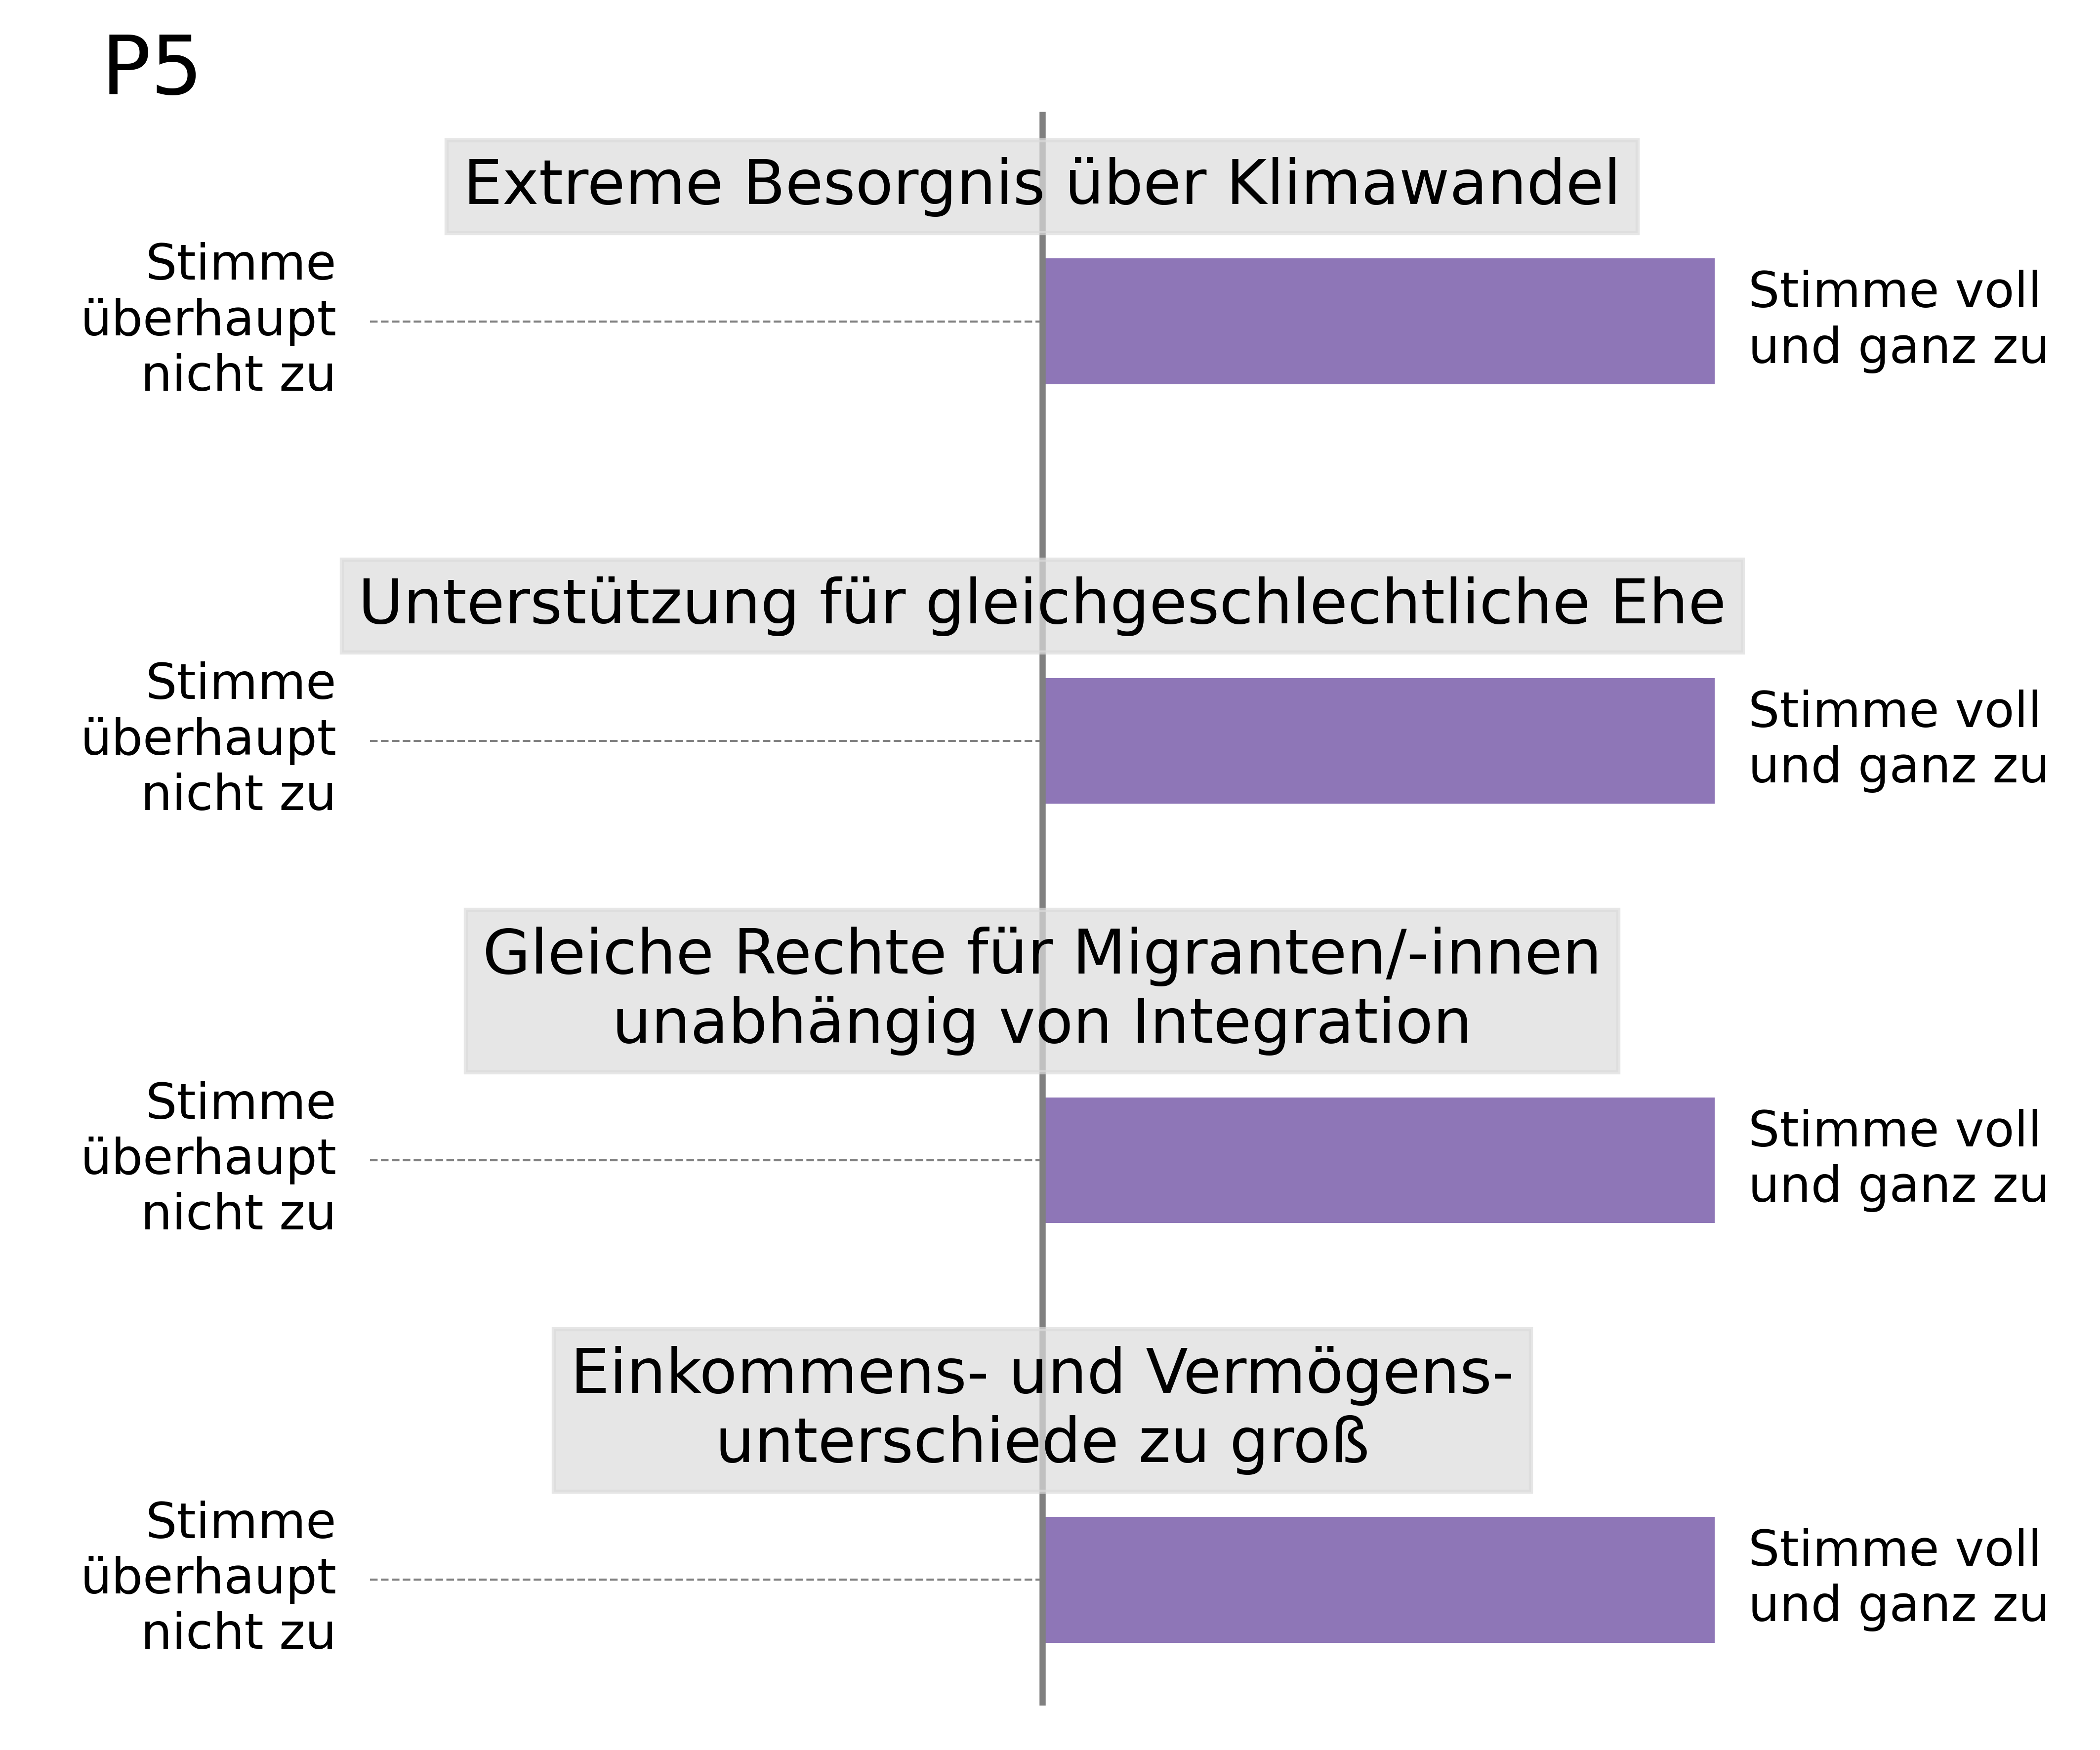 P5
Extreme Besorgnis über Klimawandel
Stimme
überhaupt
nicht zu
Stimme voll
und ganz zu
Unterstützung für gleichgeschlechtliche Ehe
Stimme
überhaupt
nicht zu
Stimme voll
und ganz zu
Gleiche Rechte für Migranten/-innen
unabhängig von Integration
Stimme
überhaupt
nicht zu
Stimme voll
und ganz zu
Einkommens- und Vermögens-
unterschiede zu groß
Stimme
überhaupt
nicht zu
Stimme voll
und ganz zu